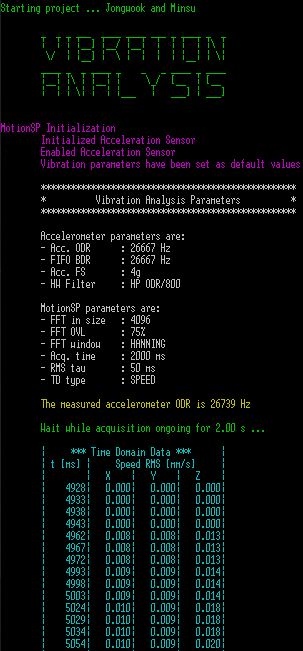 Starting project ... Jongwook and Minsu
VIBRATION
ANALYSIS
MotionSP Initialization
Initialized Acceleration Sensor
Enabled Acceleration Sensor
Vibration parameters have been set as default values
***************************************************
* Vibration Analysis Parameters *
***************************************************
Accelerometer parameters are:
- Acc. ODR : 26667 Hz
- FIFO BDR : 26667 Hz
- Acc. FS : 4g
- HW Filter : HP ODR/800
MotionSP parameters are:
- FFT in size : 4096
- FFT OVL : 75%
- FFT window : HANNING
- Acq. time : 2000 ms
- RMS tau : 50 ms
- TD type : SPEED
The measured accelerometer ODR is 26739 Hz
Wait while acquisition ongoing for 2.00 s ...
¦ *** Time Domain Data *** ¦
¦ t [ms] ¦ Speed RMS [mm/s] ¦
¦ ¦ X ¦ Y ¦ Z ¦
¦ 4928¦ 0.000¦ 0.000¦ 0.000¦
¦ 4933¦ 0.000¦ 0.000¦ 0.000¦
¦ 4938¦ 0.000¦ 0.000¦ 0.000¦
¦ 4943¦ 0.000¦ 0.000¦ 0.000¦
¦ 4962¦ 0.008¦ 0.008¦ 0.013¦
¦ 4967¦ 0.008¦ 0.008¦ 0.013¦
¦ 4972¦ 0.008¦ 0.008¦ 0.013¦
¦ 4993¦ 0.009¦ 0.009¦ 0.014¦
¦ 4998¦ 0.009¦ 0.009¦ 0.014¦
¦ 5003¦ 0.009¦ 0.009¦ 0.014¦
¦ 5024¦ 0.010¦ 0.009¦ 0.018¦
¦ 5029¦ 0.010¦ 0.009¦ 0.018¦
¦ 5034¦ 0.010¦ 0.009¦ 0.018¦
¦ 5054¦ 0.010¦ 0.009¦ 0.020¦